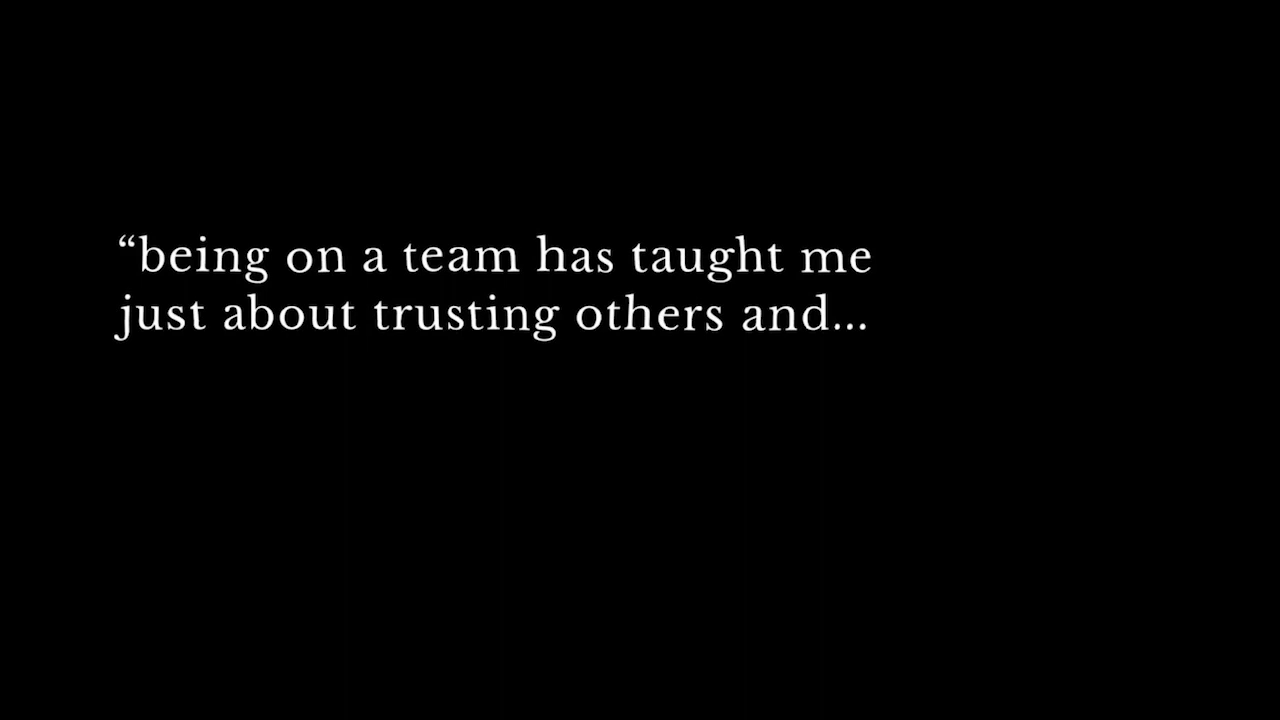 “being on a team has taught me
just about trusting others and...